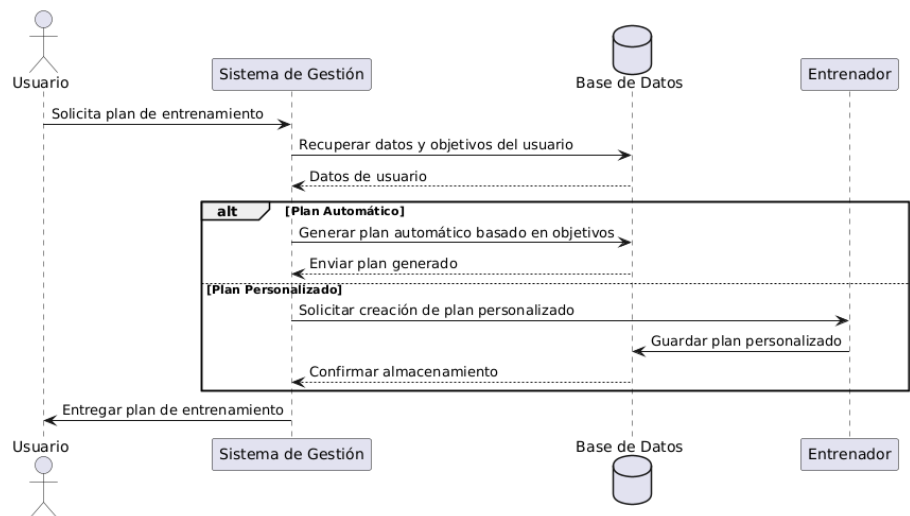 Usuario
Sistema de Gestión
Base de Datos
Entrenador
Solicita plan de entrenamiento
Recuperar datos y objetivos del usuario
Datos de usuario
alt
[Plan Automático]
Generar plan automático basado en objetivos
Enviar plan generado
[Plan Personalizado]
Solicitar creación de plan personalizado
Guardar plan personalizado
Confirmar almacenamiento
Entregar plan de entrenamiento
Usuario
Sistema de Gestión
Base de Datos
Entrenador